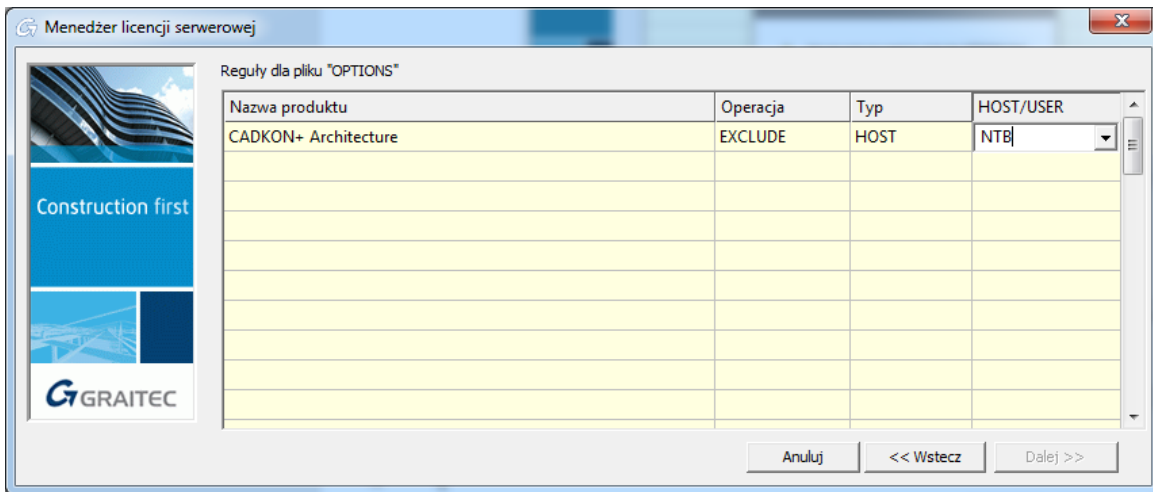 Menedżer licencji serwerowej
Reguły dla pliku "OPTIONS"
Nazwa produktu Operacja Typ HOST/USER
CADKON+ Architecture EXCLUDE HOST NTB
Construction first
GRAITEC
Anuluj << Wstecz Dalej >>